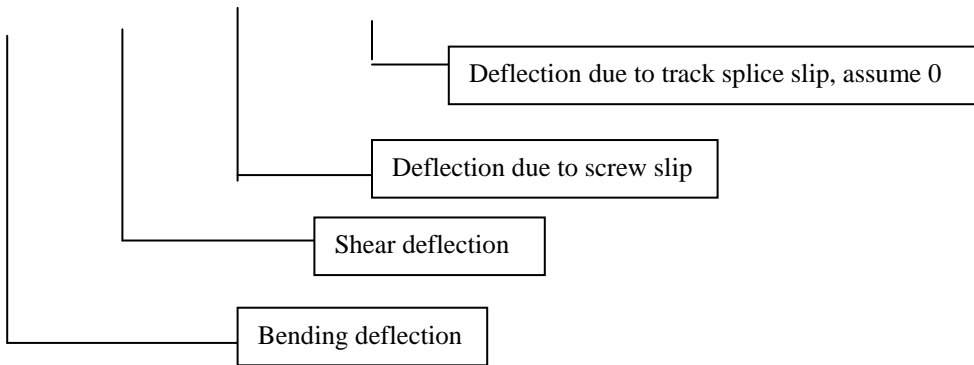 Deflection due to track splice slip, assume 0
Deflection due to screw slip
Shear deflection
Bending deflection